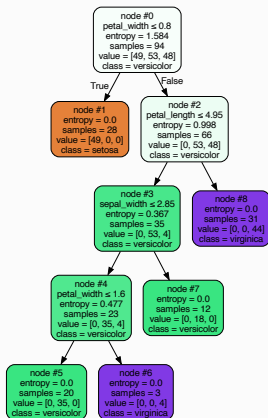 node #0
petal_width ≤ 0.8
entropy = 1.584
samples = 94
value = [49, 53, 48]
class = versicolor
True
False
node #1
entropy = 0.0
samples = 28
value = [49, 0, 0]
class = setosa
node #2
petal_length ≤ 4.95
entropy = 0.998
samples = 66
value = [0, 53, 48]
class = versicolor
node #3
sepal_width ≤ 2.85
entropy = 0.367
samples = 35
value = [0, 53, 4]
class = versicolor
node #8
entropy = 0.0
samples = 31
value = [0, 0, 44]
class = virginica
node #4
petal_width ≤ 1.6
entropy = 0.477
samples = 23
value = [0, 35, 4]
class = versicolor
node #7
entropy = 0.0
samples = 12
value = [0, 18, 0]
class = versicolor
node #5
entropy = 0.0
samples = 20
value = [0, 35, 0]
class = versicolor
node #6
entropy = 0.0
samples = 3
value = [0, 0, 4]
class = virginica